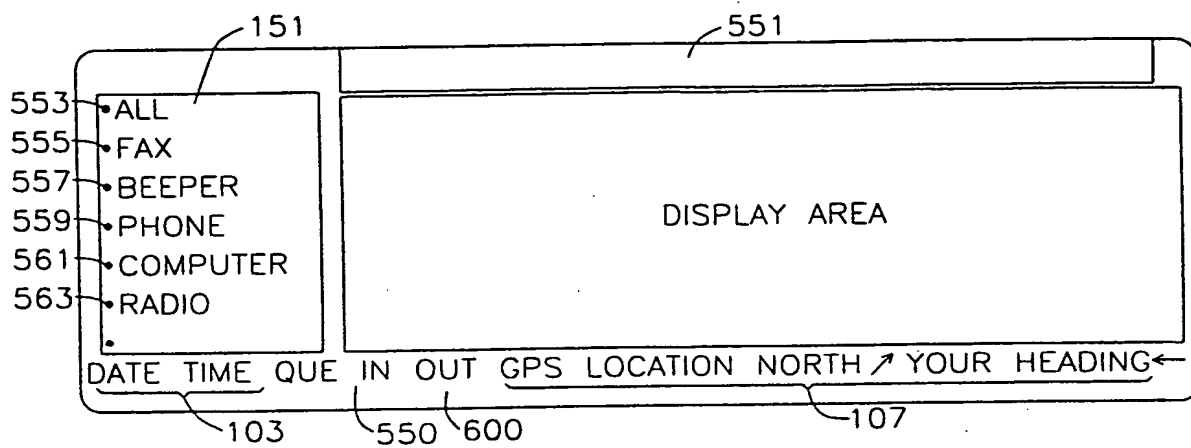 151
551
553 ALL
555 FAX
557 BEEPER
559 PHONE
561 COMPUTER
563 RADIO
DISPLAY AREA
DATE TIME QUE IN OUT GPS LOCATION NORTH ↗ YOUR HEADING ←
103 550 600 107